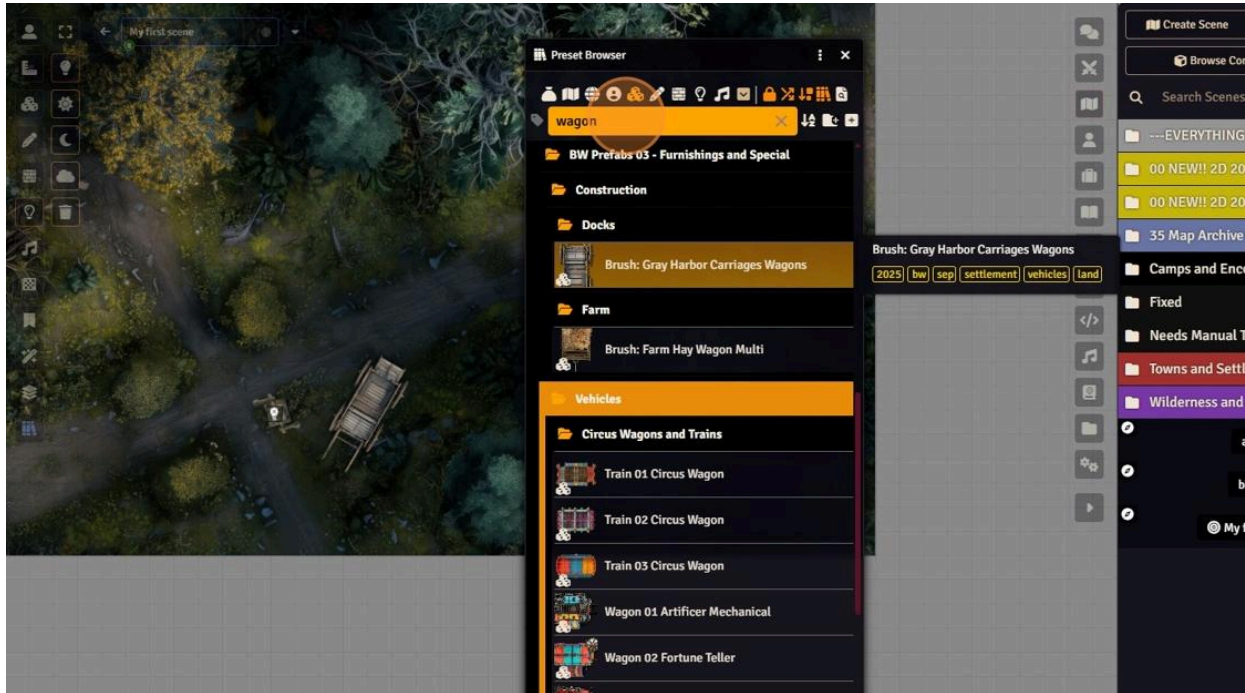 My first scene
Preset Browser
wagon
BW Prefabs 03 - Furnishings and Special
Construction
Docks
Brush: Gray Harbor Carriages Wagons
Farm
Brush: Farm Hay Wagon Multi
Vehicles
Circus Wagons and Trains
Train 01 Circus Wagon
Train 02 Circus Wagon
Train 03 Circus Wagon
Wagon 01 Artificer Mechanical
Wagon 02 Fortune Teller
Brush: Gray Harbor Carriages Wagons
2025 bw sep settlement vehicles land
Create Scene
Browse Co
Search Scenes
---EVERYTHING
00 NEW!! 2D 20
00 NEW!! 2D 20
35 Map Archive
Camps and Enc
Fixed
Needs Manual T
Towns and Settl
Wilderness and
a
b
My f